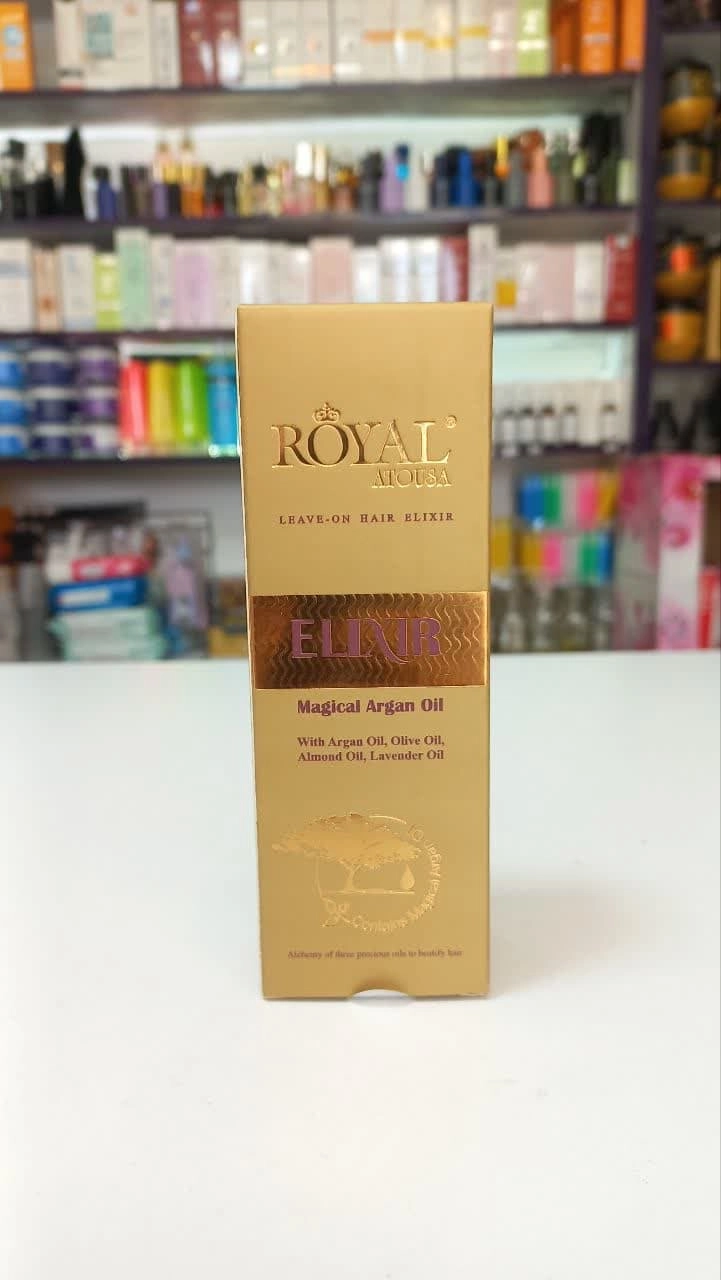 ROYAL®
ATOUSA
LEAVE-ON HAIR ELIXIR
ELIXIR
Magical Argan Oil
With Argan Oil, Olive Oil,
Almond Oil, Lavender Oil
Contains Magical Argan Oil
Alchemy of three precious oils to beautify hair